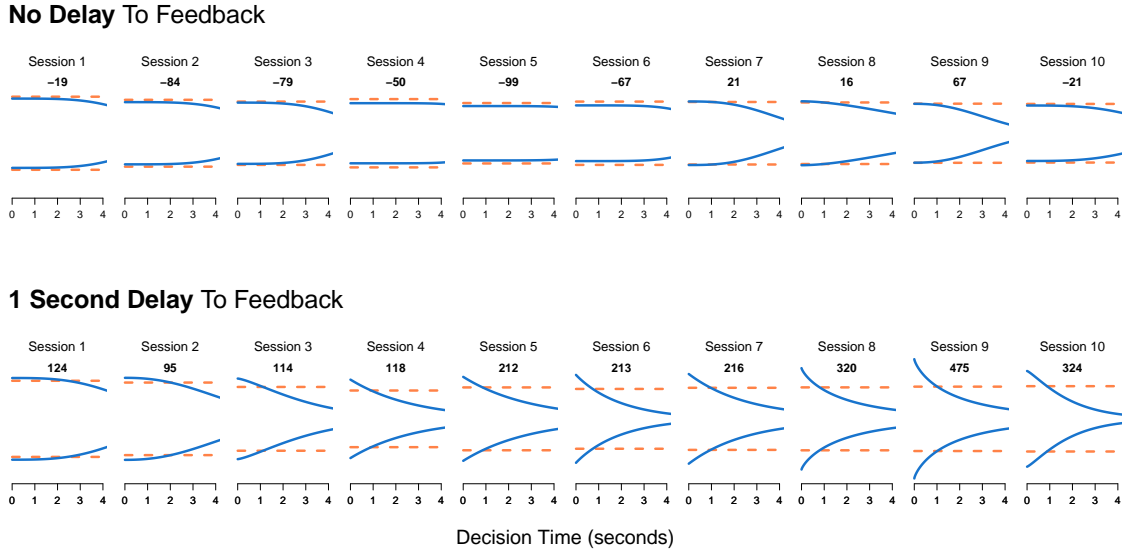 No Delay To Feedback
Session 1 Session 2 Session 3 Session 4 Session 5 Session 6 Session 7 Session 8 Session 9 Session 10
−19 −84 −79 −50 −99 −67 21 16 67 −21
0 1 2 3 4 0 1 2 3 4 0 1 2 3 4 0 1 2 3 4 0 1 2 3 4 0 1 2 3 4 0 1 2 3 4 0 1 2 3 4 0 1 2 3 4 0 1 2 3 4
1 Second Delay To Feedback
Session 1 Session 2 Session 3 Session 4 Session 5 Session 6 Session 7 Session 8 Session 9 Session 10
124 95 114 118 212 213 216 320 475 324
0 1 2 3 4 0 1 2 3 4 0 1 2 3 4 0 1 2 3 4 0 1 2 3 4 0 1 2 3 4 0 1 2 3 4 0 1 2 3 4 0 1 2 3 4 0 1 2 3 4
Decision Time (seconds)